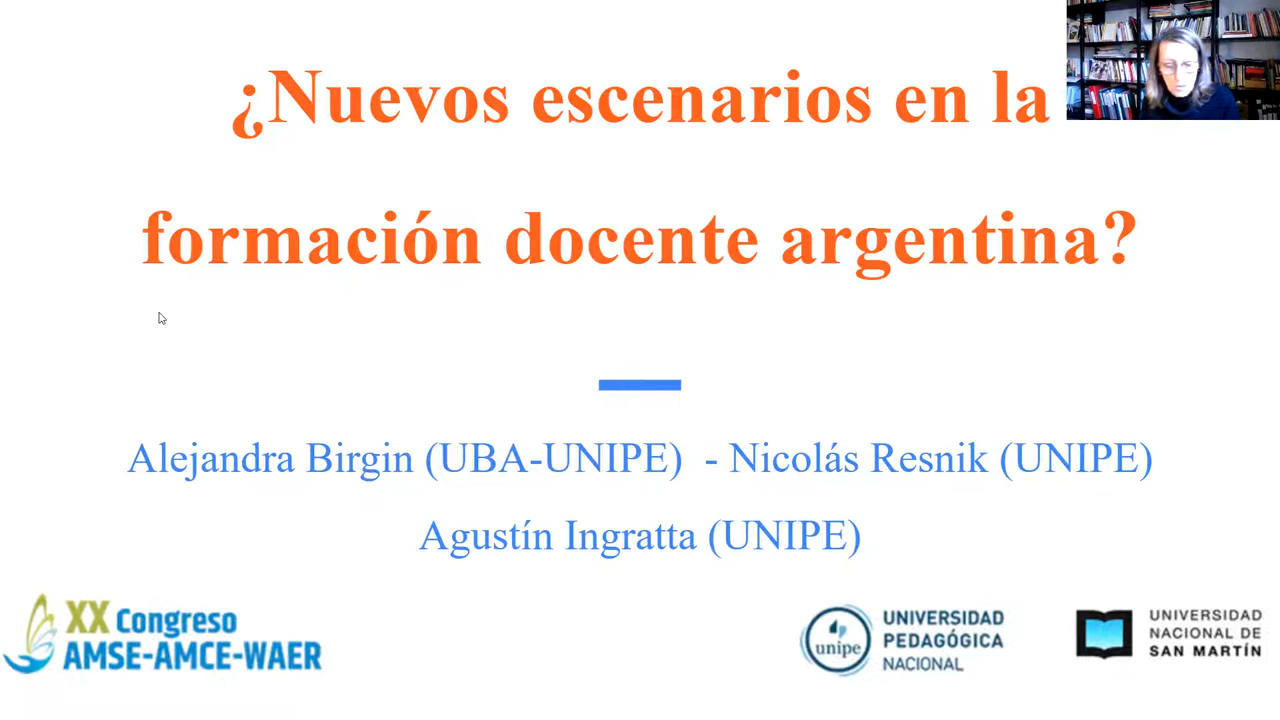 ¿Nuevos escenarios en la
formación docente argentina?
Alejandra Birgin (UBA-UNIPE) - Nicolás Resnik (UNIPE)
Agustín Ingratta (UNIPE)
XX Congreso
AMSE-AMCE-WAER
unipe
UNIVERSIDAD
PEDAGÓGICA
NACIONAL
UNIVERSIDAD
NACIONAL DE
SAN MARTÍN